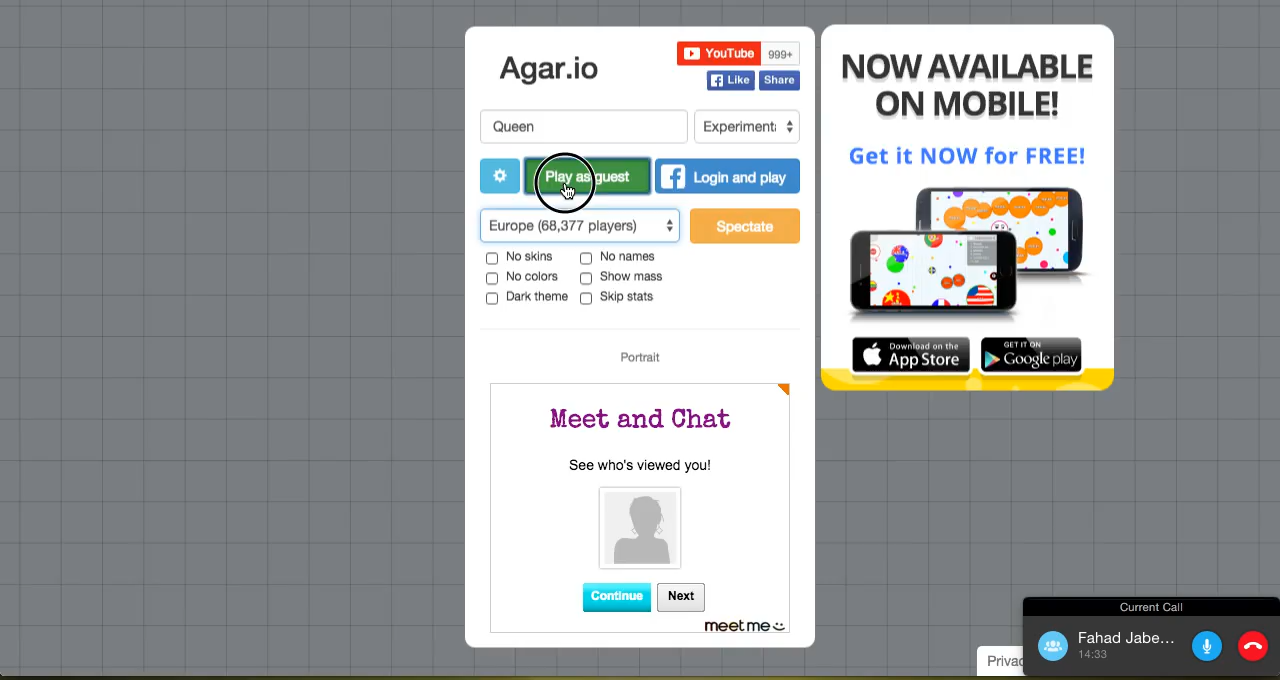 Agar.io
YouTube 999+
Like Share
Queen
Experimenta
Play as guest
Login and play
Europe (68,377 players)
Spectate
No skins No names
No colors Show mass
Dark theme Skip stats
Portrait
Meet and Chat
See who's viewed you!
Continue Next
meetme
NOW AVAILABLE
ON MOBILE!
Get it NOW for FREE!
Download on the
App Store
GET IT ON
Google play
Current Call
Fahad Jabe...
14:33
Privac